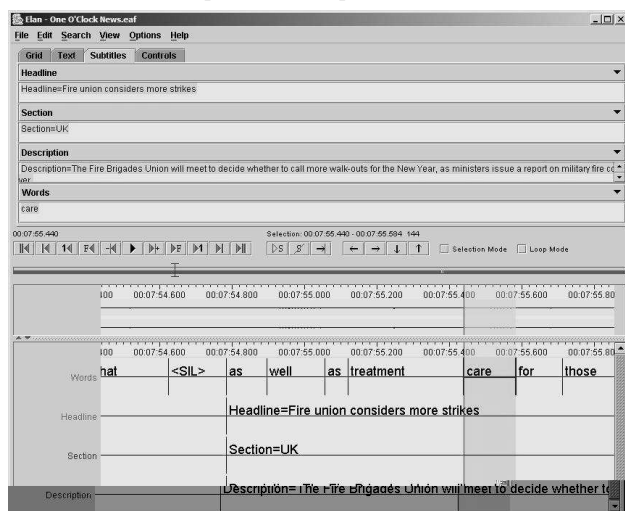 Elan - One O'Clock News.eaf
File Edit Search View Options Help
Grid Text Subtitles Controls
Headline
Headline=Fire union considers more strikes
Section
Section=UK
Description
Description=The Fire Brigades Union will meet to decide whether to call more walk-outs for the New Year, as ministers issue a report on military fire
Words
care
00:07:55.440 Selection: 00:07:55.440 - 00:07:55.584 144
1 F + F 1 S Selection Mode Loop Mode
400 00:07:54.600 00:07:54.800 00:07:55.000 00:07:55.200 00:07:55.400 00:07:55.600 00:07:55.80
400 00:07:54.600 00:07:54.800 00:07:55.000 00:07:55.200 00:07:55.400 00:07:55.600 00:07:55.80
Words hat <SIL> as well as treatment care for those
Headline Headline=Fire union considers more strikes
Section Section=UK
Description Description=The Fire Brigades Union will meet to decide whether to